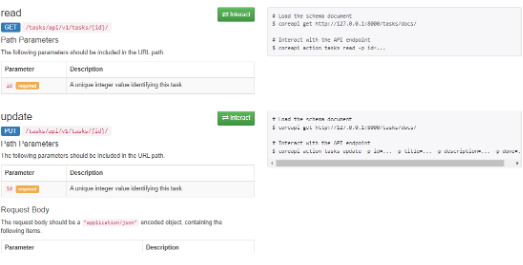 read
⇄ Interact
GET /tasks/api/v1/tasks/{id}/
Path Parameters
The following parameters should be included in the URL path.
Parameter Description
id required A unique integer value identifying this task
# Load the schema document
$ coreapi get http://127.0.0.1:8000/tasks/docs/
# Interact with the API endpoint
$ coreapi action tasks read -p id=...
update
⇄ Interact
PUT /tasks/api/v1/tasks/{id}/
Path Parameters
The following parameters should be included in the URL path.
Parameter Description
id required A unique integer value identifying this task
Request Body
The request body should be a "application/json" encoded object, containing the
following items.
Parameter Description
# Load the schema document
$ coreapi get http://127.0.0.1:8000/tasks/docs/
# Interact with the API endpoint
$ coreapi action tasks update -p id=... -p title=... -p description=... -p done=.